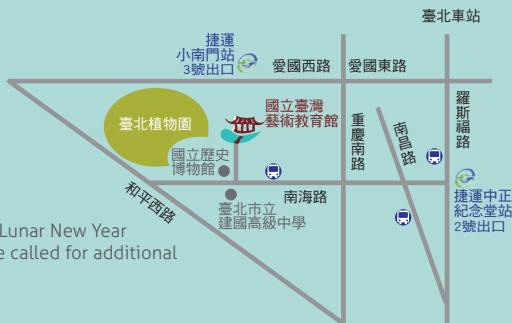 臺北車站
捷運
小南門站
3號出口
愛國西路
愛國東路
羅斯福路
國立臺灣
藝術教育館
臺北植物園
重慶南路
南昌路
國立歷史
博物館
和平西路
南海路
捷運中正
紀念堂站
2號出口
臺北市立
建國高級中學
Lunar New Year
e called for additional